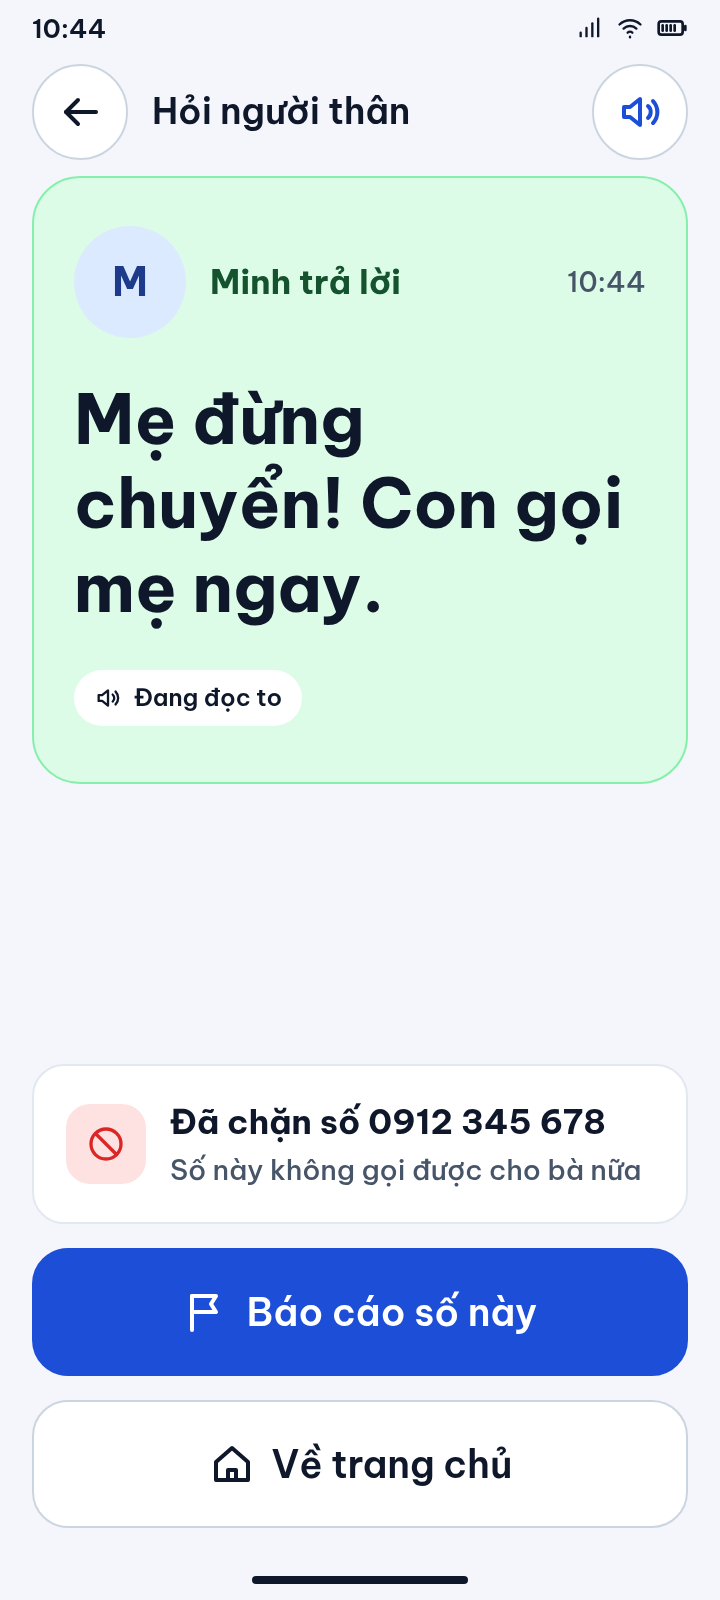 10:44
Hỏi người thân
M
Minh trả lời
10:44
Mẹ đừng
chuyển! Con gọi
mẹ ngay.
Đang đọc to
Đã chặn số 0912 345 678
Số này không gọi được cho bà nữa
Báo cáo số này
Về trang chủ